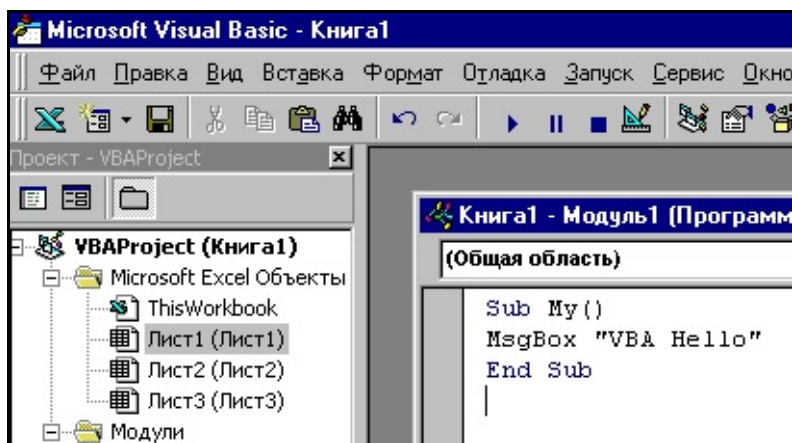 Microsoft Visual Basic - Книга1
Файл Правка Вид Вставка Формат Отладка Запуск Сервис Окно
Проект - VBAProject
VBAProject (Книга1)
Microsoft Excel Объекты
ThisWorkbook
Лист1 (Лист1)
Лист2 (Лист2)
Лист3 (Лист3)
Модули
Книга1 - Модуль1 (Программ
(Общая область)
Sub My()
MsgBox "VBA Hello"
End Sub